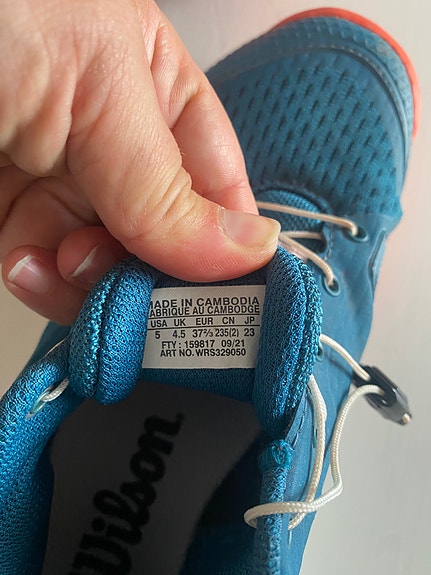 MADE IN CAMBODIA
FABRIQUE AU CAMBODGE
USA UK EUR CN JP
5 4.5 37⅔ 235(2) 23
FTY : 159817 09/21
ART NO. WRS329050
Wilson